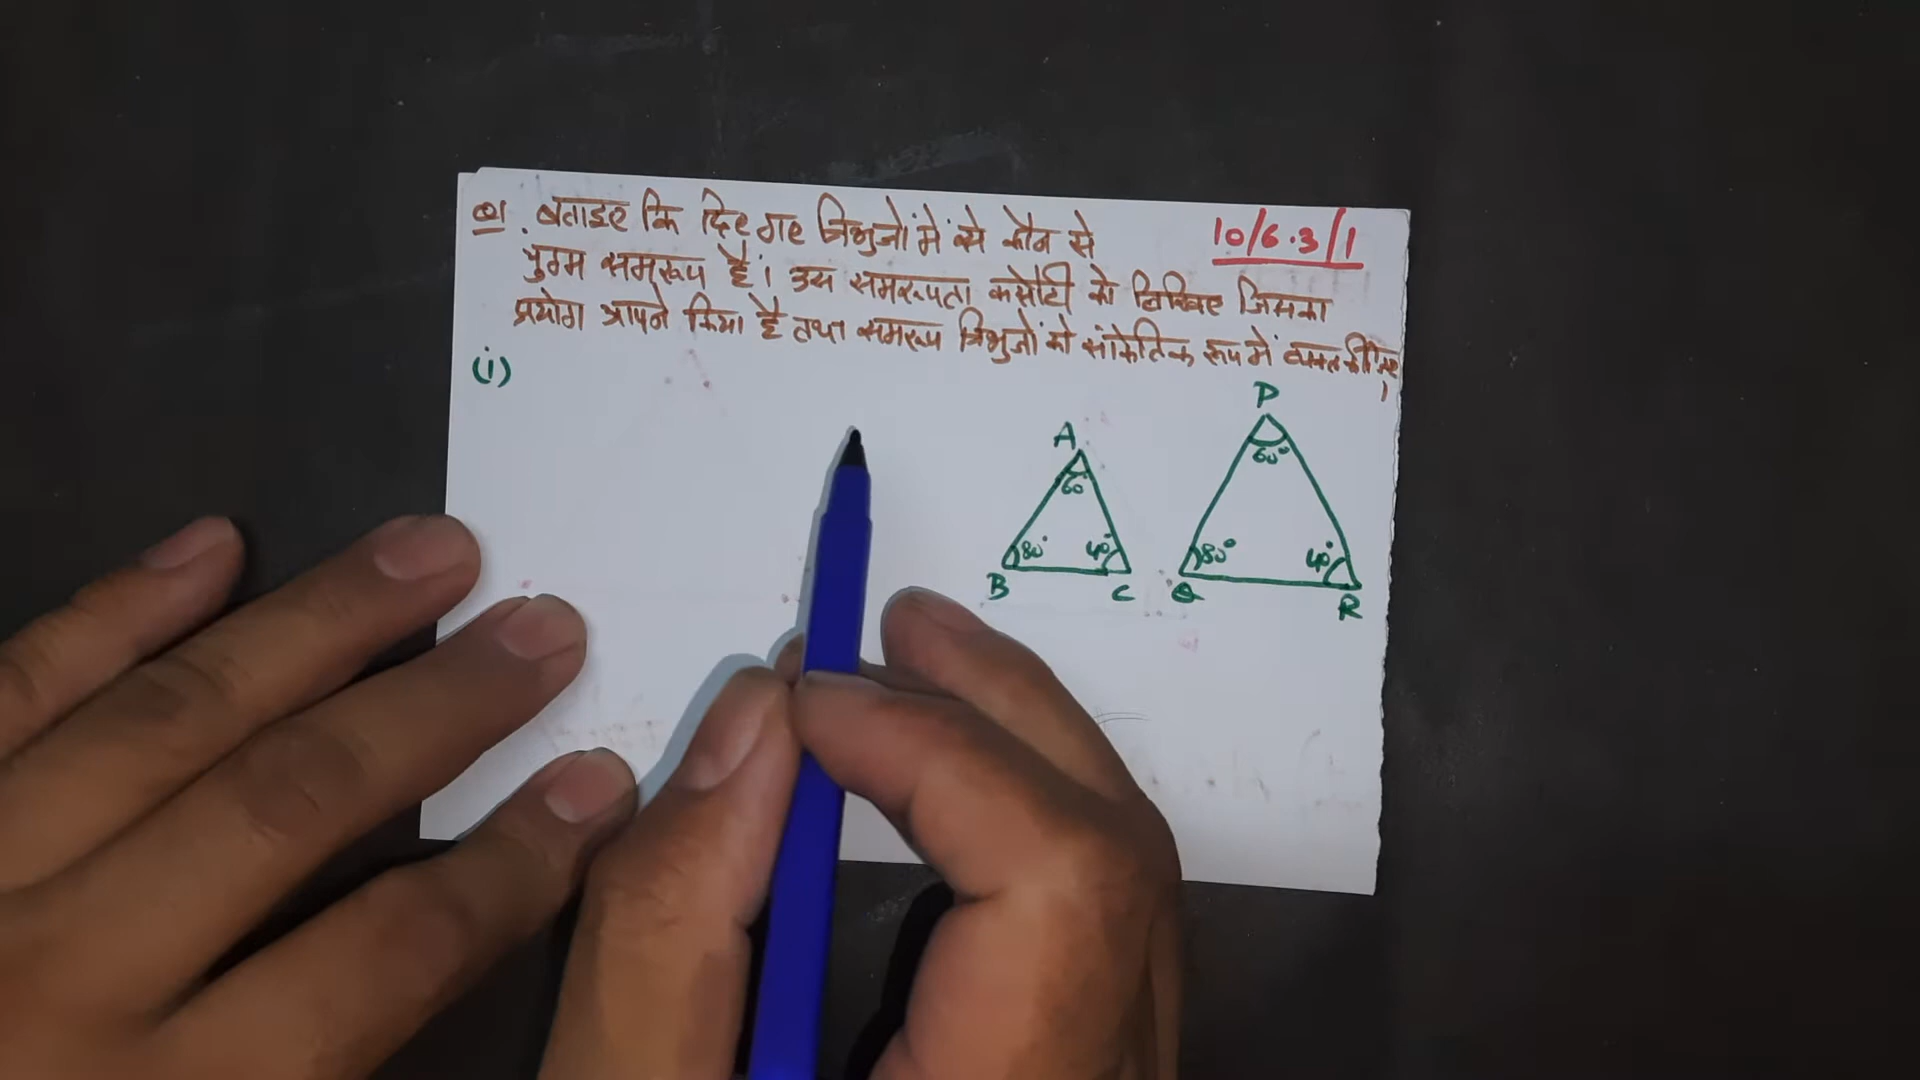 Q1. बताइए कि दिए गए त्रिभुजों में से कौन से
10/6.3/1
युग्म समरूप हैं। उस समरूपता कसौटी को लिखिए जिसका
प्रयोग आपने किया है तथा समरूप त्रिभुजों को सांकेतिक रूप में व्यक्त कीजिए।
(i)
A
60°
80°
40°
B
C
P
60°
80°
40°
Q
R